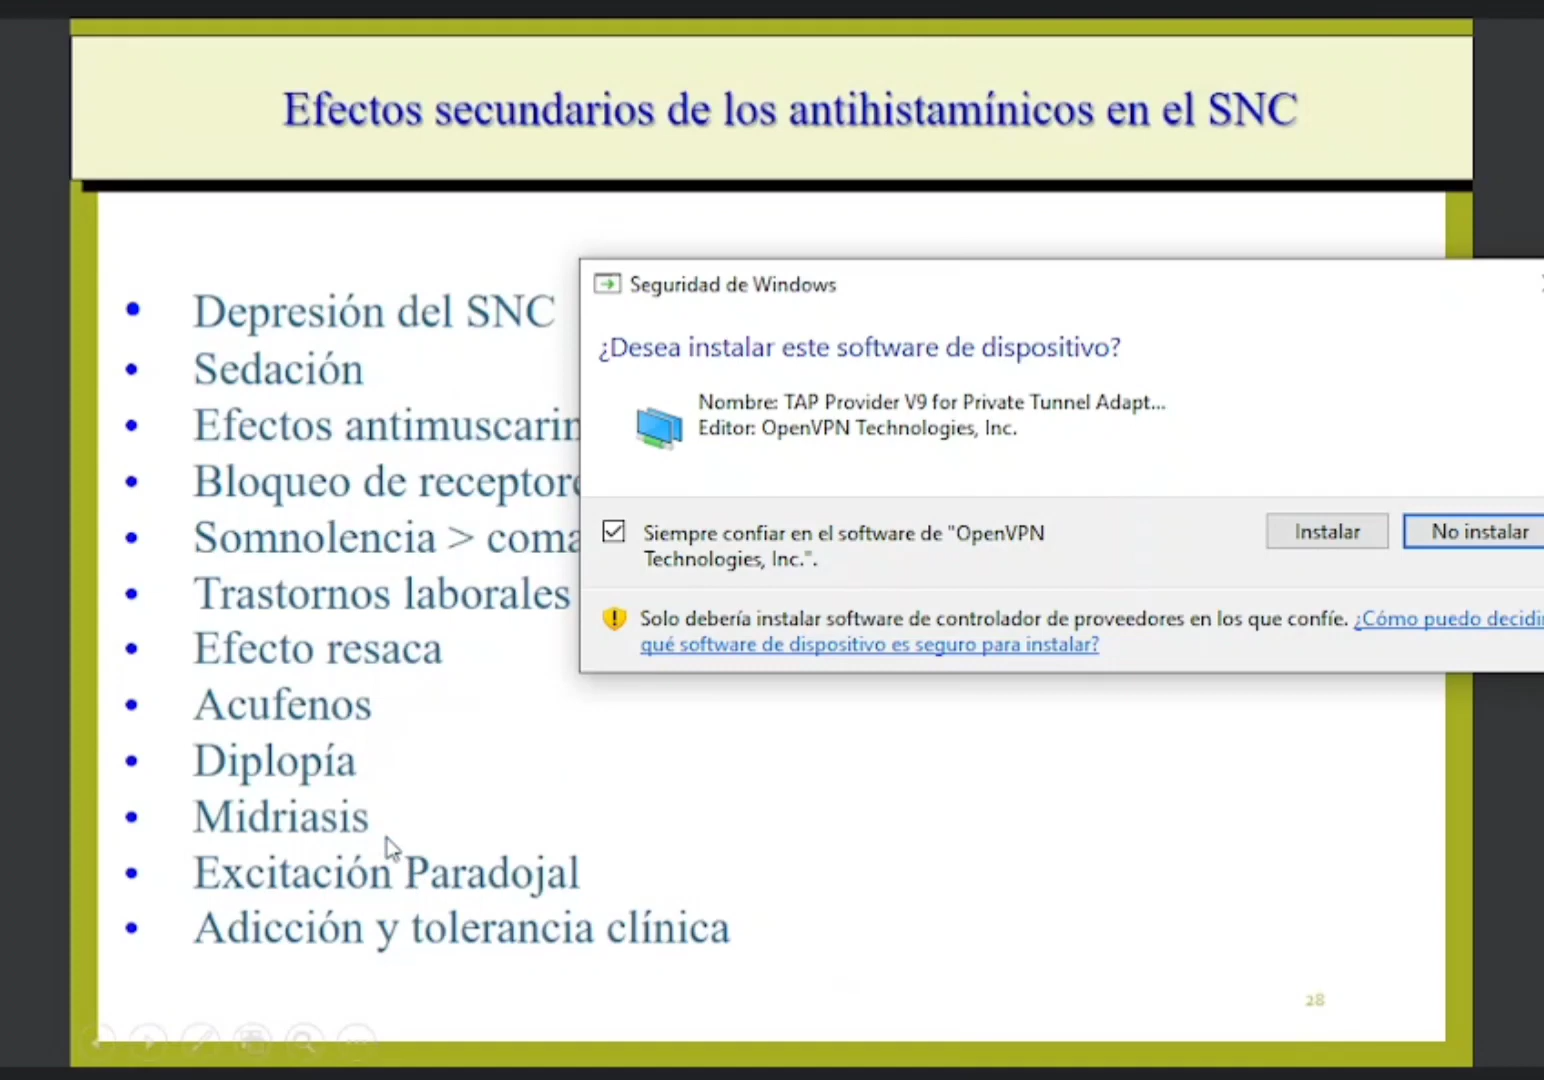 Efectos secundarios de los antihistamínicos en el SNC
• Depresión del SNC
• Sedación
• Efectos
• Bloqueo de
• Somnolencia > coma
• Trastornos laborales
• Efecto resaca
• Acufenos
• Diplopía
• Midriasis
• Excitación Paradojal
• Adicción y tolerancia clínica
Seguridad de Windows
¿Desea instalar este software de dispositivo?
Nombre: TAP Provider V9 for Private Tunnel Adapt...
Editor: OpenVPN Technologies, Inc.
Siempre confiar en el software de "OpenVPN
Technologies, Inc.".
Instalar
No instalar
Solo debería instalar software de controlador de proveedores en los que confíe. ¿Cómo puedo
qué software de dispositivo es seguro para instalar?
28